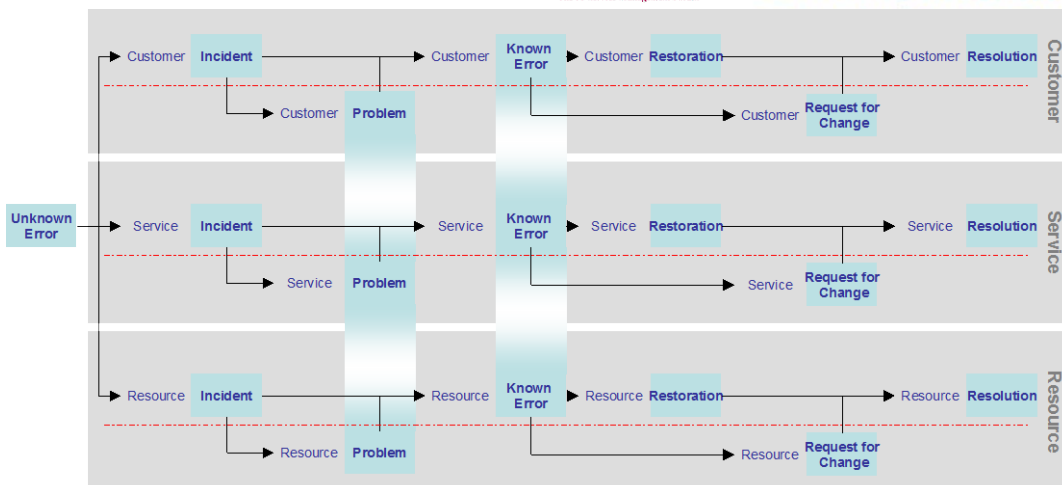 Customer Incident Customer Known Error Customer Restoration Customer Resolution
Customer Problem Customer Request for Change
Customer
Unknown Error
Service Incident Service Known Error Service Restoration Service Resolution
Service Problem Service Request for Change
Service
Resource Incident Resource Known Error Resource Restoration Resource Resolution
Resource Problem Resource Request for Change
Resource